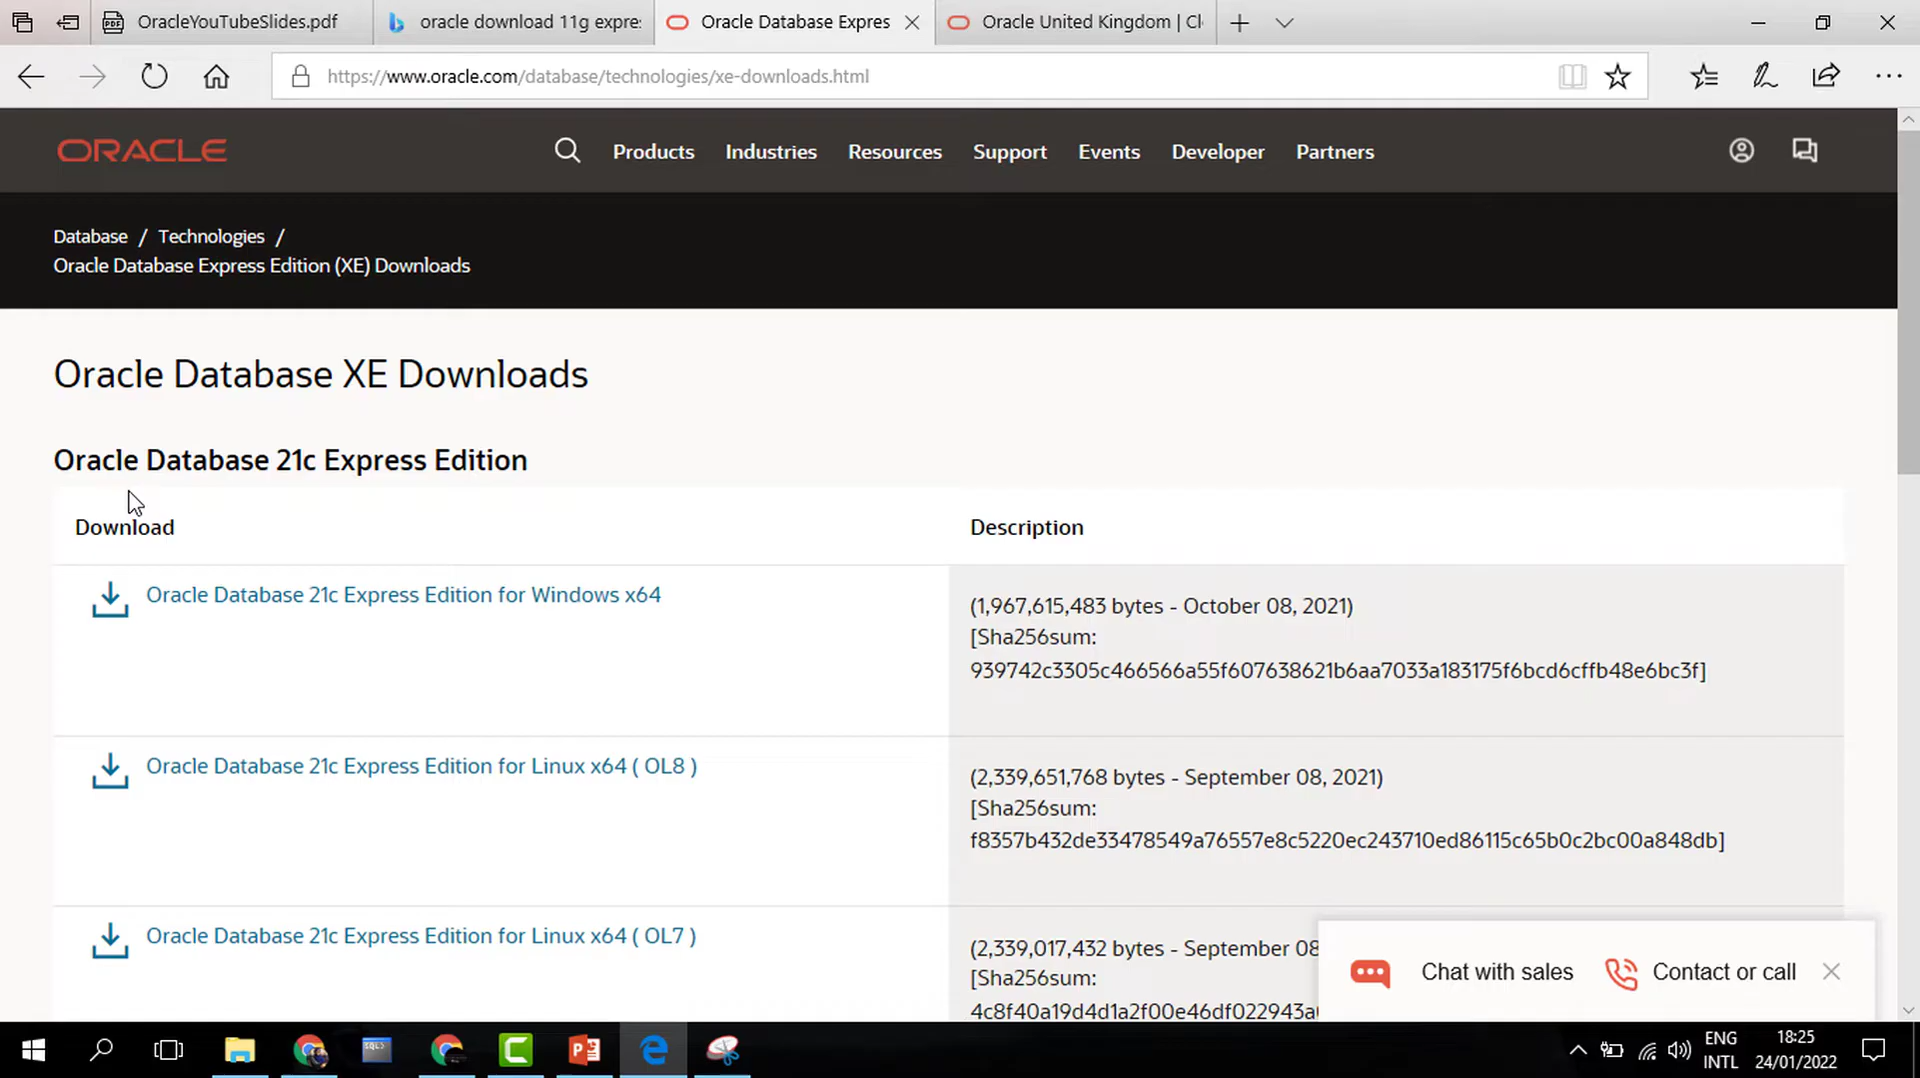 OracleYouTubeSlides.pdf
oracle download 11g expre:
Oracle Database Expres
Oracle United Kingdom | Cl
https://www.oracle.com/database/technologies/xe-downloads.html
ORACLE
Products
Industries
Resources
Support
Events
Developer
Partners
Database / Technologies /
Oracle Database Express Edition (XE) Downloads
Oracle Database XE Downloads
Oracle Database 21c Express Edition
Download
Description
Oracle Database 21c Express Edition for Windows x64
(1,967,615,483 bytes - October 08, 2021)
[Sha256sum:
939742c3305c466566a55f607638621b6aa7033a183175f6bcd6cffb48e6bc3f]
Oracle Database 21c Express Edition for Linux x64 ( OL8 )
(2,339,651,768 bytes - September 08, 2021)
[Sha256sum:
f8357b432de33478549a76557e8c5220ec243710ed86115c65b0c2bc00a848db]
Oracle Database 21c Express Edition for Linux x64 ( OL7 )
(2,339,017,432 bytes - September 08
[Sha256sum:
4c8f40a19d4d1a2f00e46df022943a
Chat with sales
Contact or call
ENG
INTL
18:25
24/01/2022